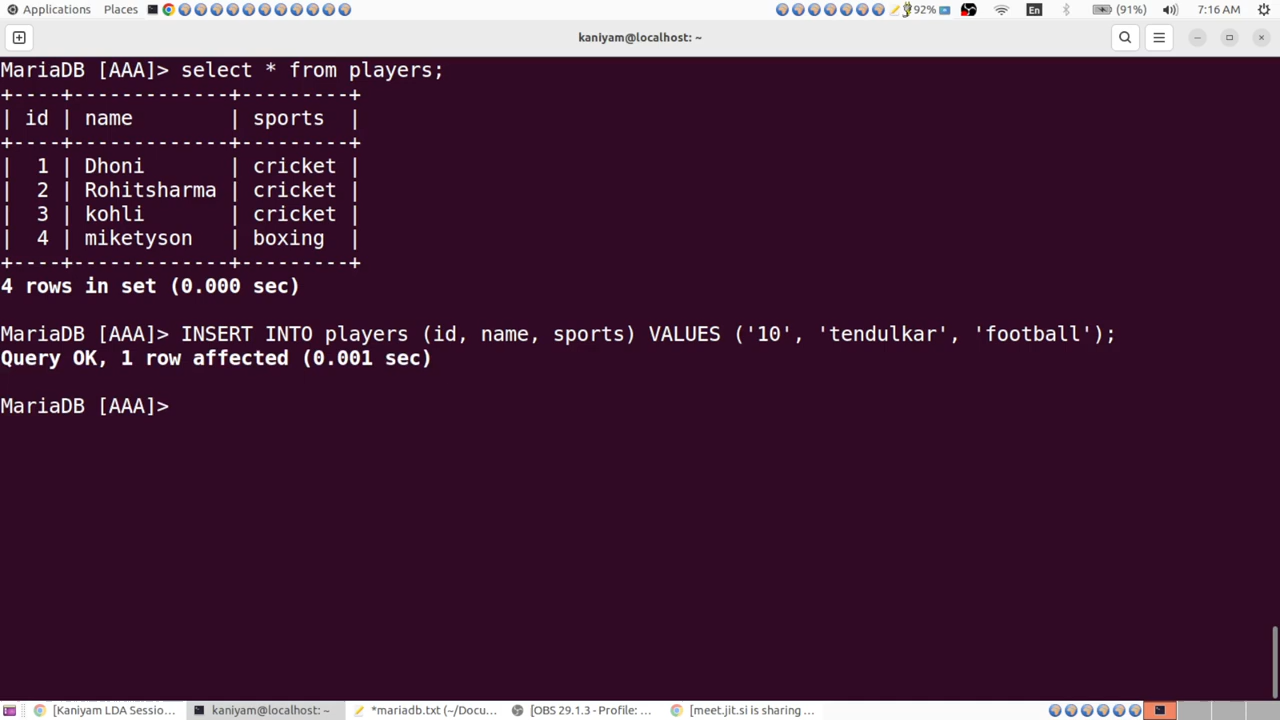 Applications Places 92% En (91%) 7:16 AM
kaniyam@localhost: ~
MariaDB [AAA]> select * from players;
+----+-------------+---------+
| id | name        | sports  |
+----+-------------+---------+
|  1 | Dhoni       | cricket |
|  2 | Rohitsharma | cricket |
|  3 | kohli       | cricket |
|  4 | miketyson   | boxing  |
+----+-------------+---------+
4 rows in set (0.000 sec)
MariaDB [AAA]> INSERT INTO players (id, name, sports) VALUES ('10', 'tendulkar', 'football');
Query OK, 1 row affected (0.001 sec)
MariaDB [AAA]>
[Kaniyam LDA Sessio... kaniyam@localhost: ~ *mariadb.txt (~/Docu... [OBS 29.1.3 - Profile: ... [meet.jit.si is sharing ...